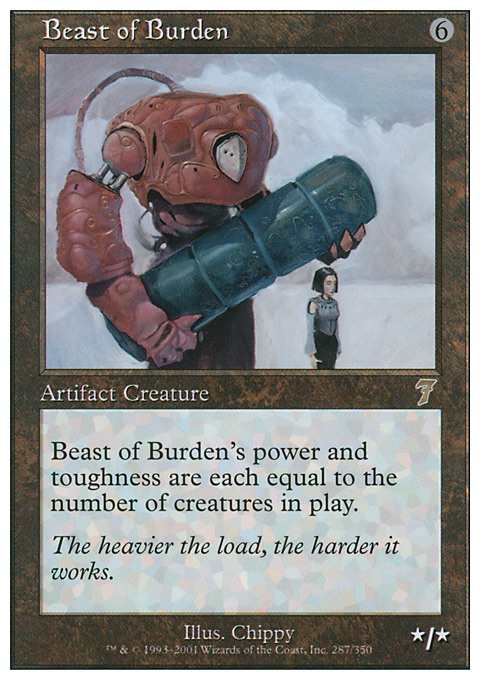 Beast of Burden 6
Artifact Creature 7
Beast of Burden's power and
toughness are each equal to the
number of creatures in play.
The heavier the load, the harder it
works.
Illus. Chippy
™ & © 1993-2001 Wizards of the Coast, Inc. 287/350
★/★